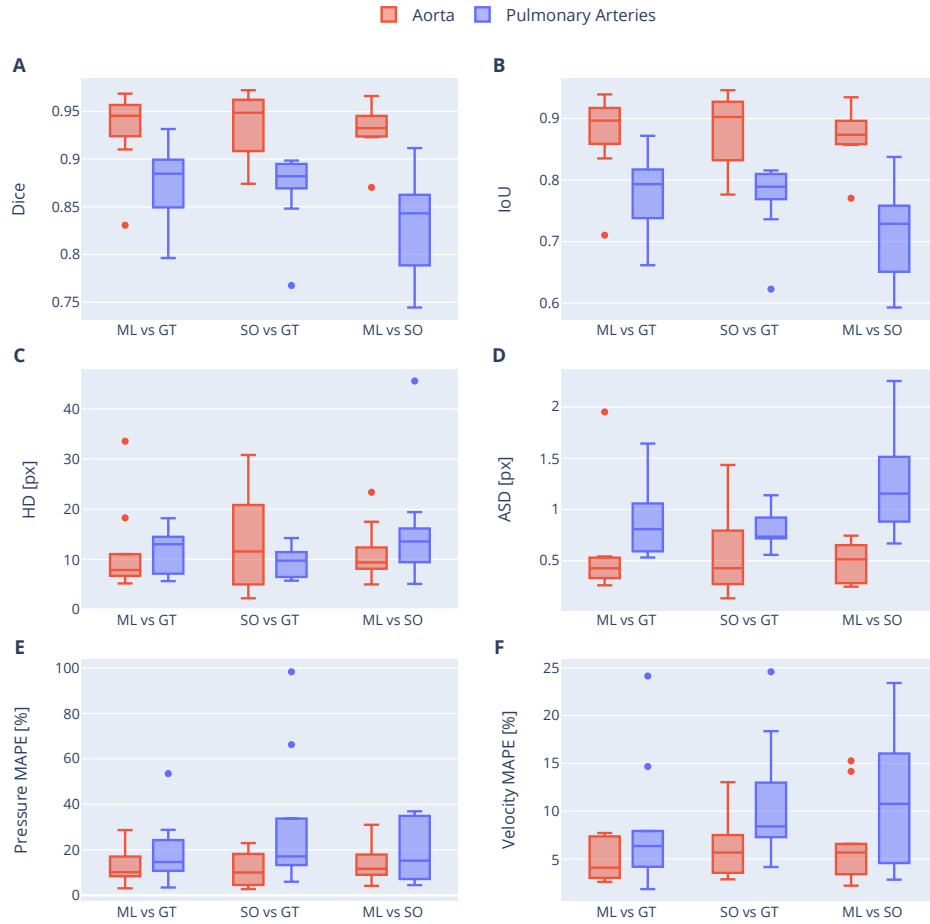 Aorta Pulmonary Arteries
A
Dice
0.95
0.9
0.85
0.8
0.75
ML vs GT SO vs GT ML vs SO
B
IoU
0.9
0.8
0.7
0.6
ML vs GT SO vs GT ML vs SO
C
HD [px]
40
30
20
10
0
ML vs GT SO vs GT ML vs SO
D
ASD [px]
2
1.5
1
0.5
ML vs GT SO vs GT ML vs SO
E
Pressure MAPE [%]
100
80
60
40
20
0
ML vs GT SO vs GT ML vs SO
F
Velocity MAPE [%]
25
20
15
10
5
ML vs GT SO vs GT ML vs SO